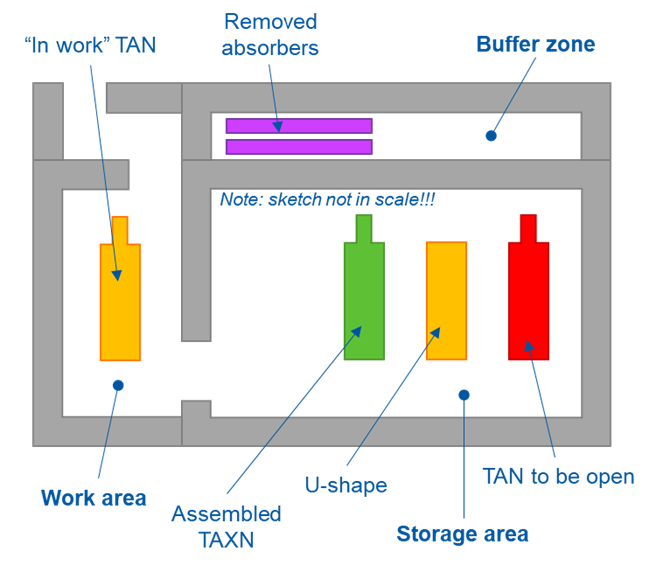 “In work” TAN
Removed
absorbers
Buffer zone
Note: sketch not in scale!!!
Work area
Assembled
TAXN
U-shape
Storage area
TAN to be open